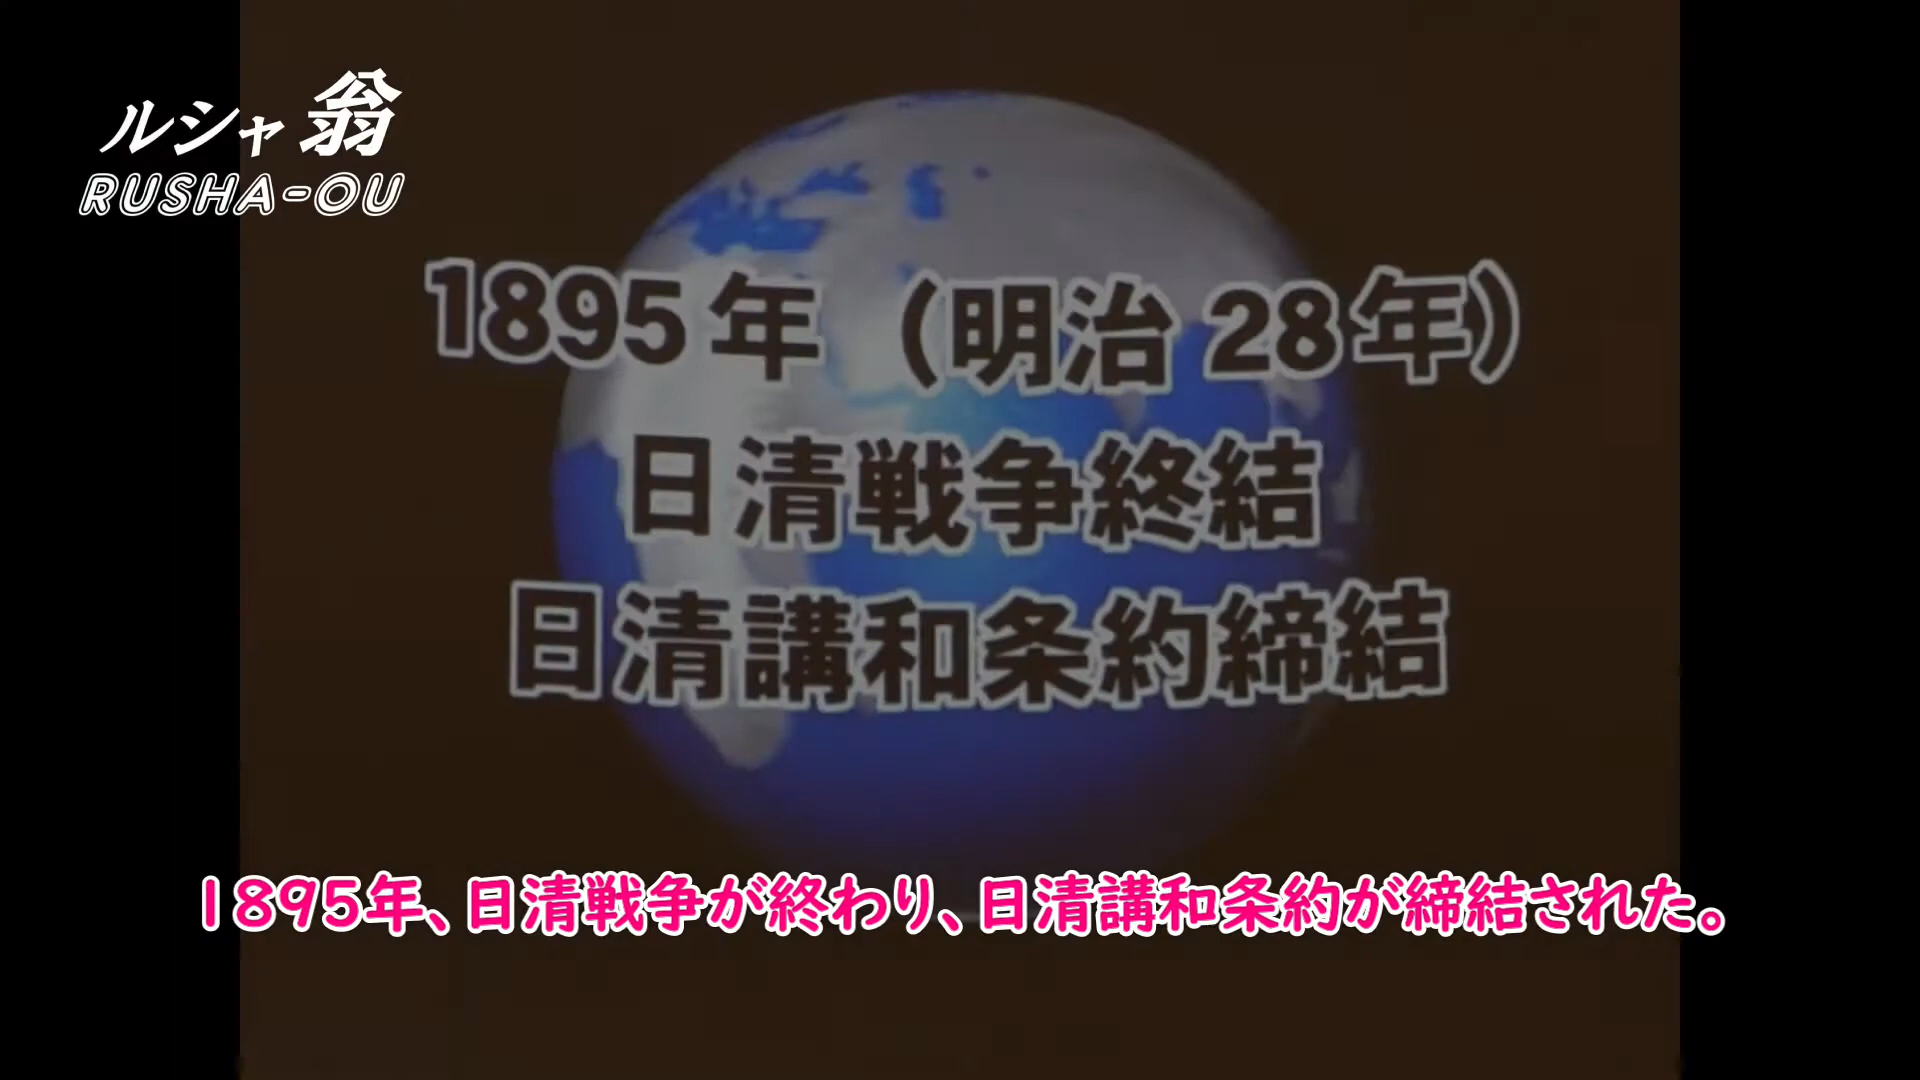 ルシャ翁
RUSHA-OU
1895年（明治28年）
日清戦争終結
日清講和条約締結
1895年、日清戦争が終わり、日清講和条約が締結された。